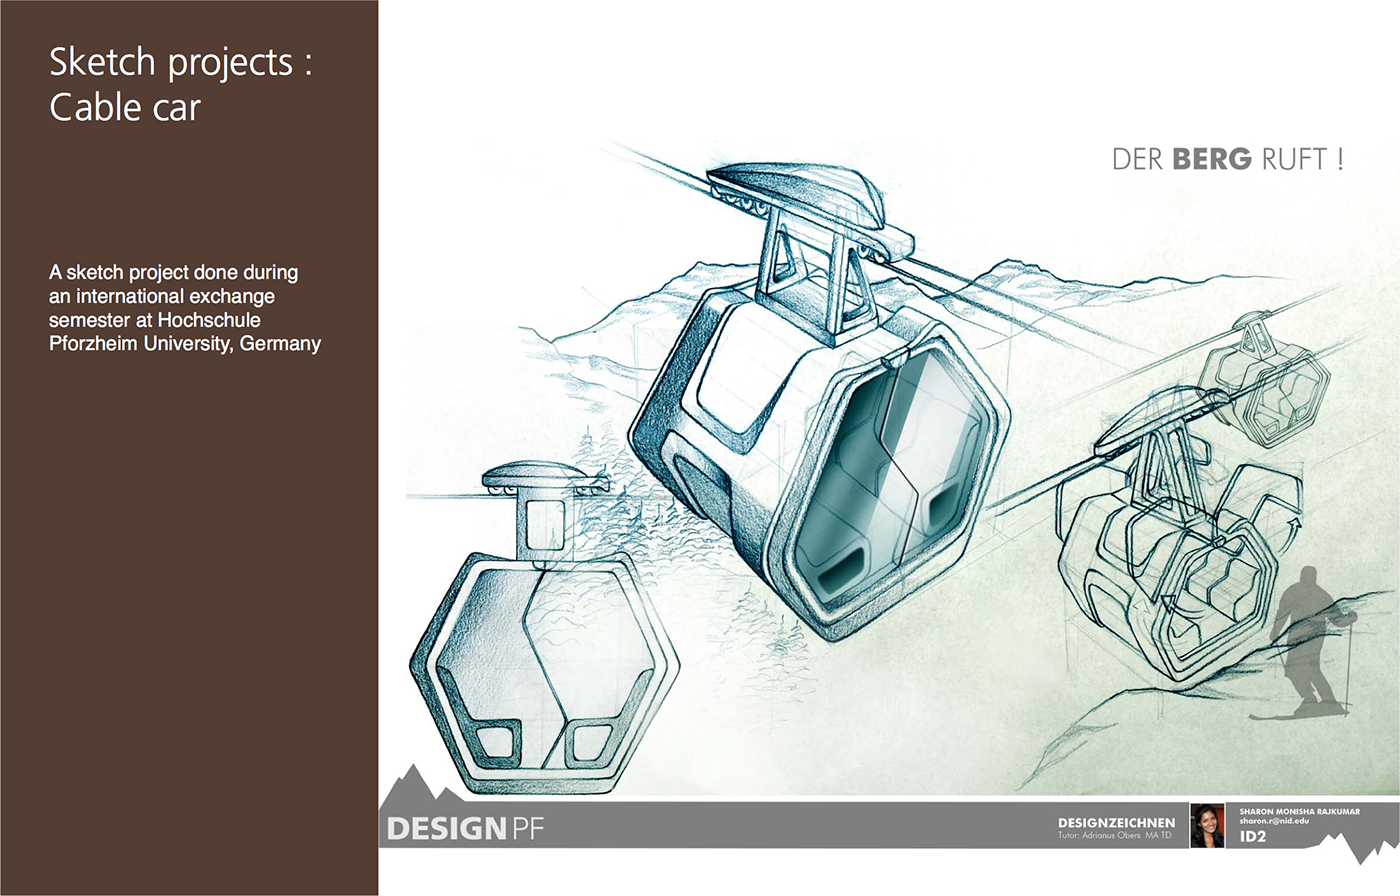 Sketch projects :
Cable car
A sketch project done during
an international exchange
semester at Hochschule
Pforzheim University, Germany
DER BERG RUFT !
DESIGN PF
DESIGNZEICHNEN
Tutor: Adrianus Obers MA TD
SHARON MONISHA RAJKUMAR
sharon.r@nid.edu
ID2